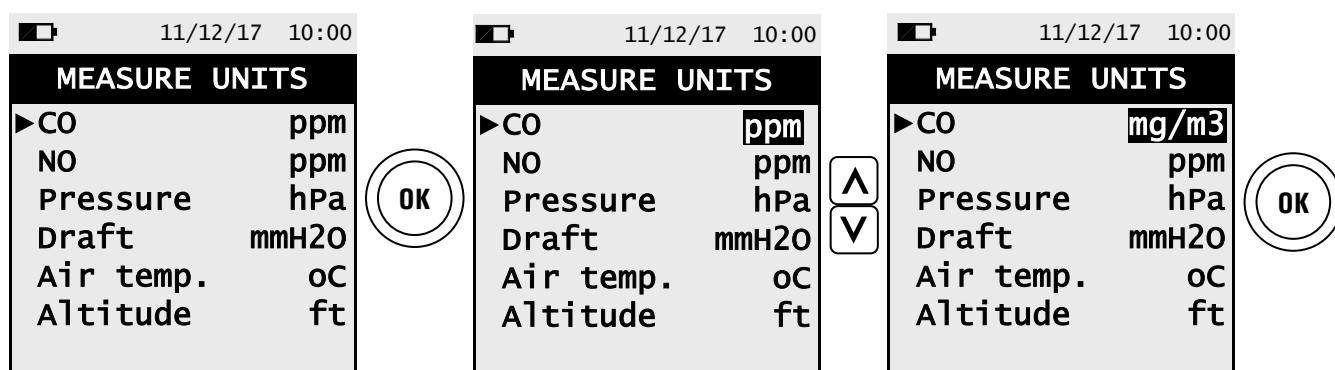 11/12/17 10:00
MEASURE UNITS
▶CO ppm
NO ppm
Pressure hPa
Draft mmH2O
Air temp. oC
Altitude ft
OK
11/12/17 10:00
MEASURE UNITS
▶CO ppm
NO ppm
Pressure hPa
Draft mmH2O
Air temp. oC
Altitude ft
11/12/17 10:00
MEASURE UNITS
▶CO mg/m3
NO ppm
Pressure hPa
Draft mmH2O
Air temp. oC
Altitude ft
OK